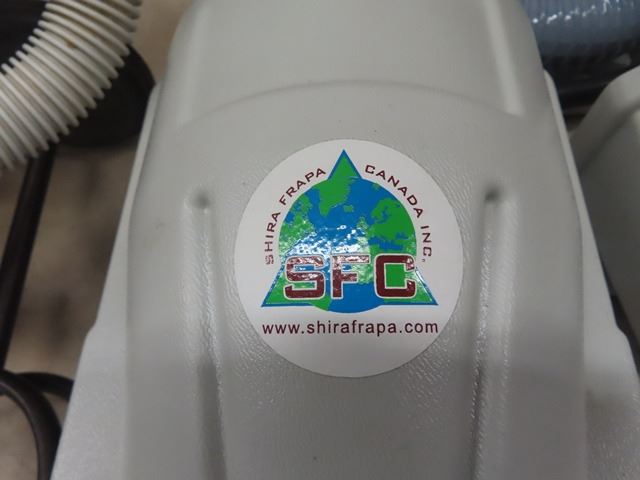 SHIRA FRAPA CANADA INC.
SFC
www.shirafrapa.com